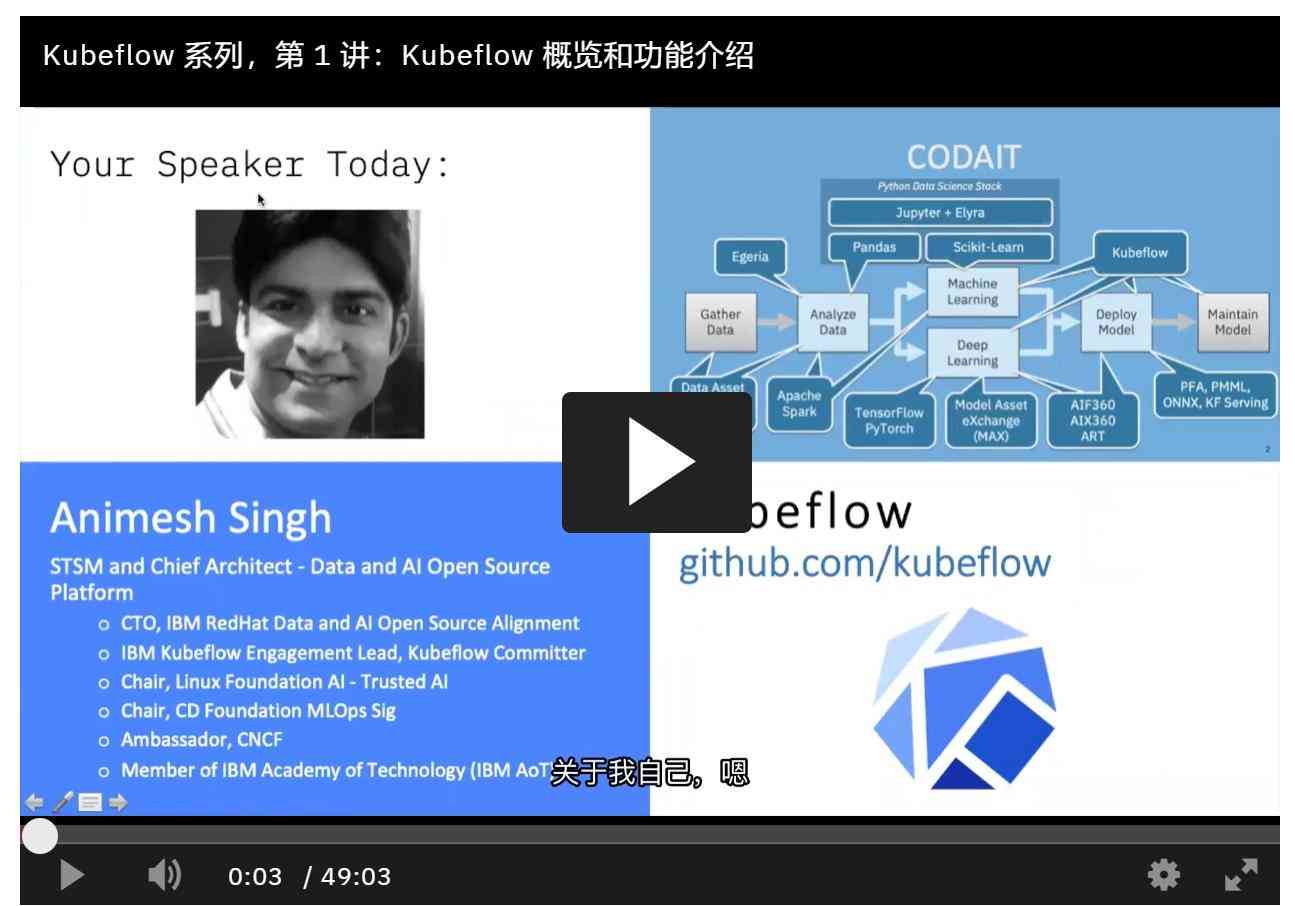 Kubeflow 系列，第 1 讲：Kubeflow 概览和功能介绍
Your Speaker Today:
CODAIT
Python Data Science Stack
Jupyter + Elyra
Pandas
Scikit-Learn
Egeria
Kubeflow
Gather
Data
Analyze
Data
Machine
Learning
Deep
Learning
Deploy
Model
Maintain
Model
Data Asset
Apache
Spark
TensorFlow
PyTorch
Model Asset
eXchange
(MAX)
AIF360
AIX360
ART
PFA, PMML,
ONNX, KF Serving
2
Animesh Singh
STSM and Chief Architect - Data and AI Open Source
Platform
o CTO, IBM RedHat Data and AI Open Source Alignment
o IBM Kubeflow Engagement Lead, Kubeflow Committer
o Chair, Linux Foundation AI - Trusted AI
o Chair, CD Foundation MLOps Sig
o Ambassador, CNCF
o Member of IBM Academy of Technology (IBM AoT
beflow
github.com/kubeflow
关于我自己，嗯
0:03 / 49:03